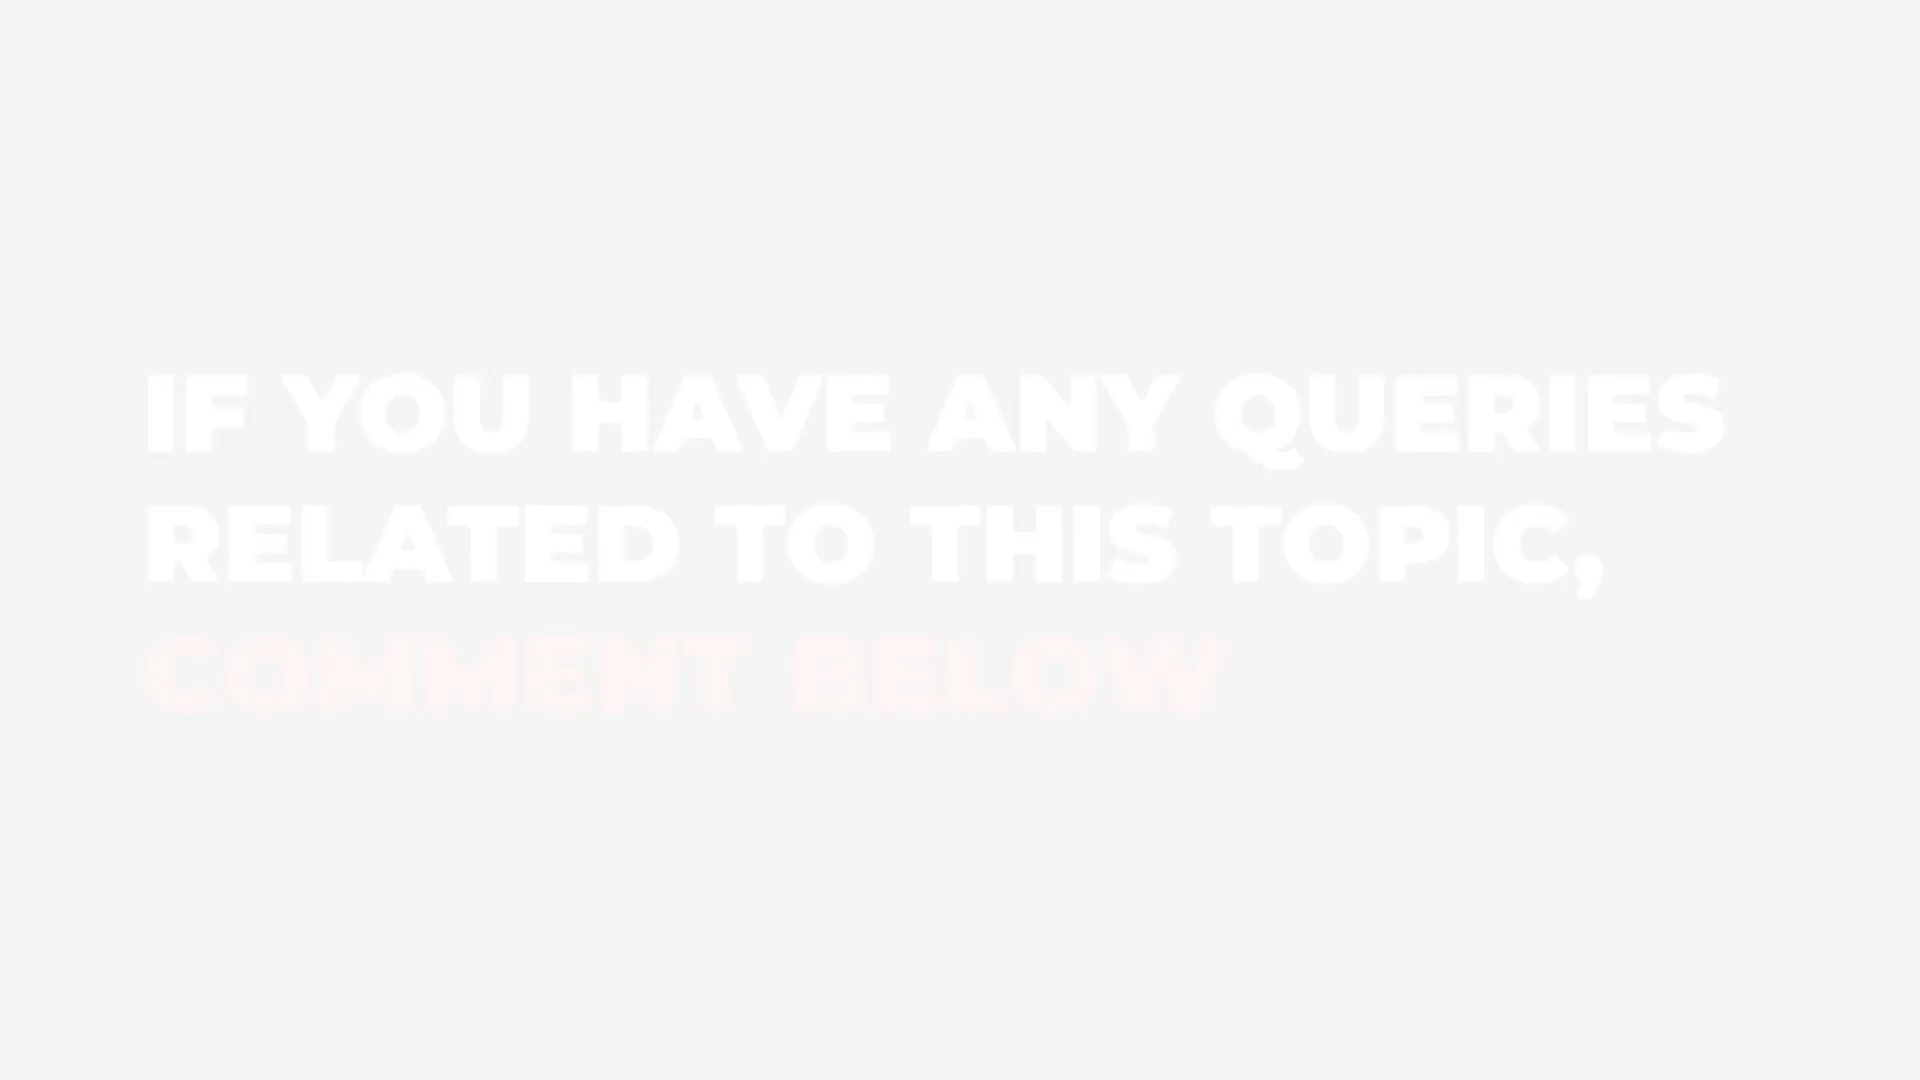 IF YOU HAVE ANY QUERIES
RELATED TO THIS TOPIC,
COMMENT BELOW